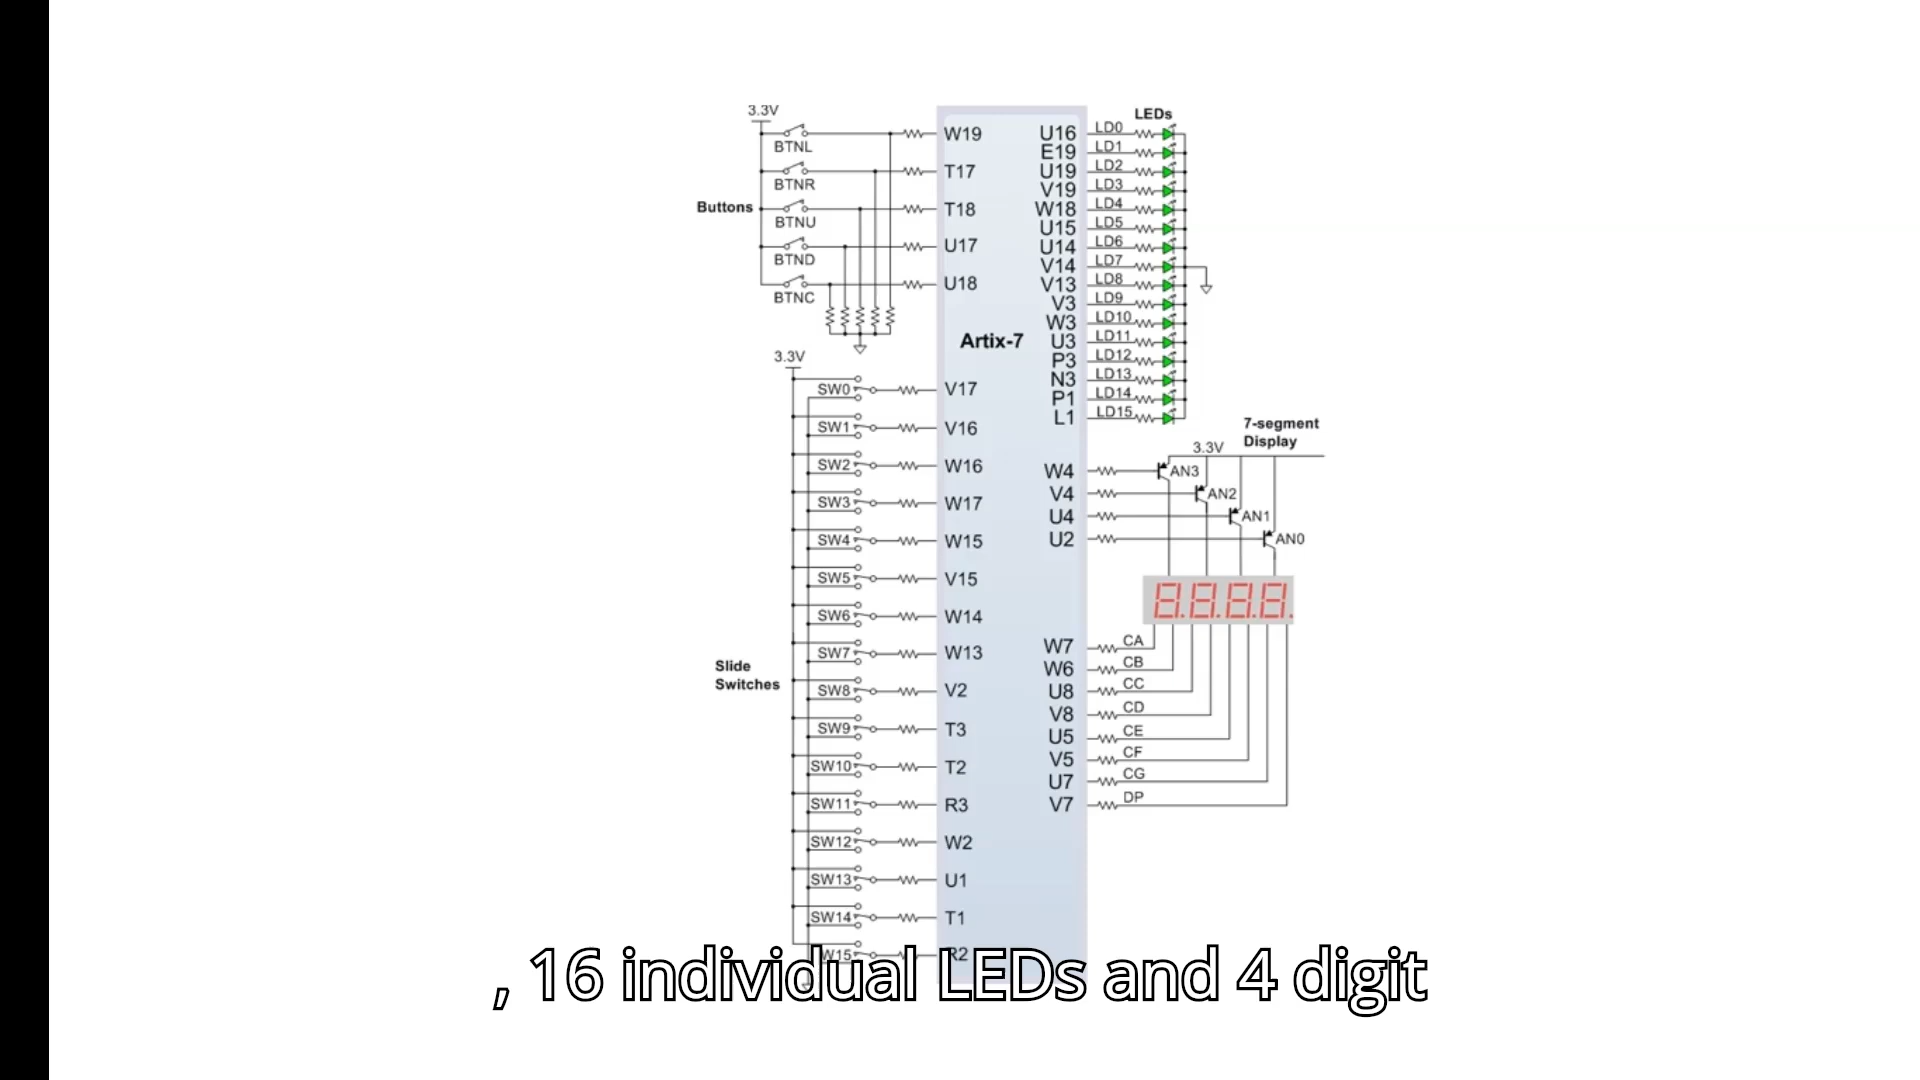 3.3V
BTNL
BTNR
BTNU
BTND
BTNC
Buttons
W19
T17
T18
U17
U18
Artix-7
LEDs
U16 LD0
E19 LD1
U19 LD2
V19 LD3
W18 LD4
U15 LD5
U14 LD6
V14 LD7
V13 LD8
V3 LD9
W3 LD10
U3 LD11
P3 LD12
N3 LD13
P1 LD14
L1 LD15
3.3V
SW0 V17
SW1 V16
SW2 W16
SW3 W17
SW4 W15
SW5 V15
SW6 W14
SW7 W13
SW8 V2
SW9 T3
SW10 T2
SW11 R3
SW12 W2
SW13 U1
SW14 T1
W15 R2
Slide
Switches
7-segment
Display
3.3V
W4 AN3
V4 AN2
U4 AN1
U2 AN0
8.8.8.8.
W7 CA
W6 CB
U8 CC
V8 CD
U5 CE
V5 CF
U7 CG
V7 DP
, 16 individual LEDs and 4 digit